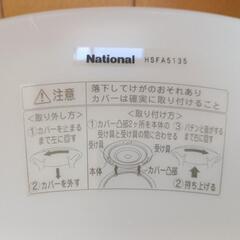 National HSFA5135
⚠注意
落下してけがのおそれあり
カバーは確実に取り付けること
<取り外し方>
①カバーを止まるまで左に回す
②カバーを外す
<取り付け方>
①カバー凸部2ヶ所を本体の受け具と受け具の間に合わせる
受け具
受け具
本体
カバー凸部
③パチンと音がするまで右に回す
②持ち上げる